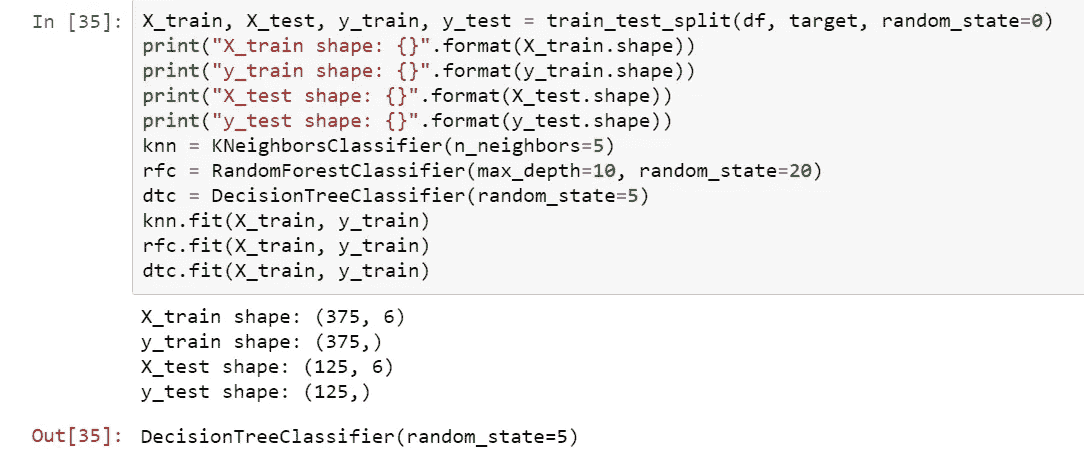 In [35]: X_train, X_test, y_train, y_test = train_test_split(df, target, random_state=0)
print("X_train shape: {}".format(X_train.shape))
print("y_train shape: {}".format(y_train.shape))
print("X_test shape: {}".format(X_test.shape))
print("y_test shape: {}".format(y_test.shape))
knn = KNeighborsClassifier(n_neighbors=5)
rfc = RandomForestClassifier(max_depth=10, random_state=20)
dtc = DecisionTreeClassifier(random_state=5)
knn.fit(X_train, y_train)
rfc.fit(X_train, y_train)
dtc.fit(X_train, y_train)
X_train shape: (375, 6)
y_train shape: (375,)
X_test shape: (125, 6)
y_test shape: (125,)
Out[35]: DecisionTreeClassifier(random_state=5)